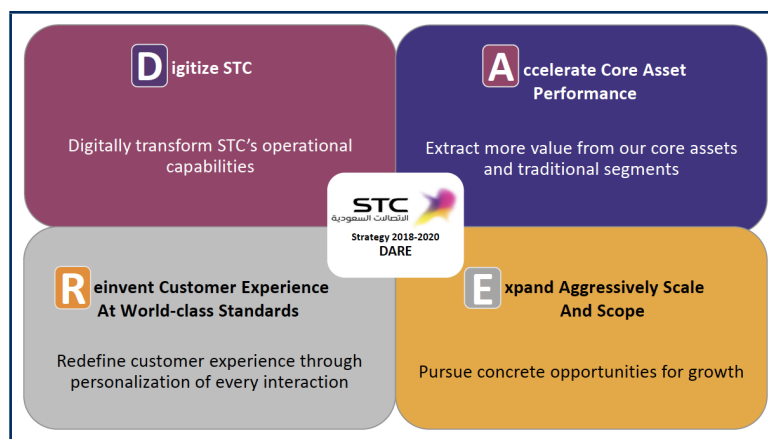 Digitize STC
Digitally transform STC's operational
capabilities
Accelerate Core Asset
Performance
Extract more value from our core assets
and traditional segments
STC
الاتصالات السعودية
Strategy 2018-2020
DARE
Reinvent Customer Experience
At World-class Standards
Redefine customer experience through
personalization of every interaction
Expand Aggressively Scale
And Scope
Pursue concrete opportunities for growth